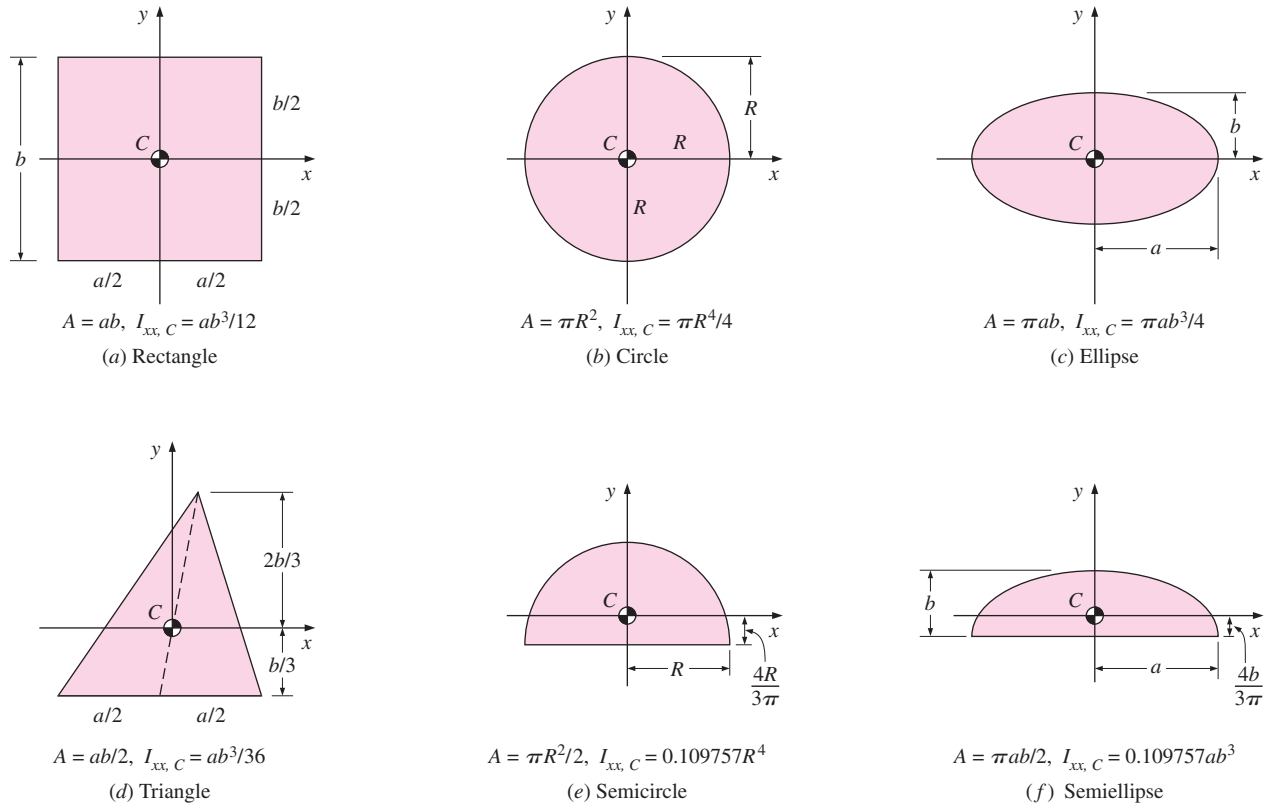 y
b/2
C
b
x
b/2
a/2 a/2
A = ab, I_xx, C = ab³/12
(a) Rectangle
y
R
C R
x
R
A = πR², I_xx, C = πR⁴/4
(b) Circle
y
b
C
x
a
A = πab, I_xx, C = πab³/4
(c) Ellipse
y
2b/3
C
x
b/3
a/2 a/2
A = ab/2, I_xx, C = ab³/36
(d) Triangle
y
C
x
R
4R
3π
A = πR²/2, I_xx, C = 0.109757R⁴
(e) Semicircle
y
b
C
x
a
4b
3π
A = πab/2, I_xx, C = 0.109757ab³
(f) Semiellipse